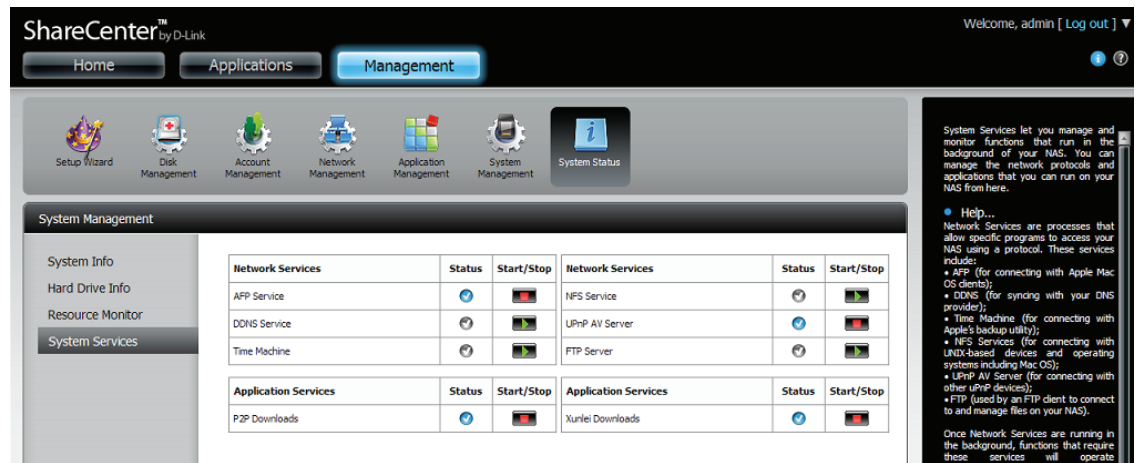 ShareCenter™ by D-Link
Welcome, admin [ Log out ] ▼
Home
Applications
Management
Setup Wizard
Disk
Management
Account
Management
Network
Management
Application
Management
System
Management
System Status
System Management
System Info
Hard Drive Info
Resource Monitor
System Services
Network Services Status Start/Stop Network Services Status Start/Stop
AFP Service NFS Service
DDNS Service UPnP AV Server
Time Machine FTP Server
Application Services Status Start/Stop Application Services Status Start/Stop
P2P Downloads Xunlei Downloads
System Services let you manage and
monitor functions that run in the
background of your NAS. You can
manage the network protocols and
applications that you can run on your
NAS from here.
Help...
Network Services are processes that
allow specific programs to access your
NAS using a protocol. These services
include:
• AFP (for connecting with Apple Mac
OS clients);
• DDNS (for syncing with your DNS
provider);
• Time Machine (for connecting with
Apple's backup utility);
• NFS Services (for connecting with
UNIX-based devices and operating
systems including Mac OS);
• UPnP AV Server (for connecting with
other uPnP devices);
•FTP (used by an FTP client to connect
to and manage files on your NAS).
Once Network Services are running in
the background, functions that require
these services will operate